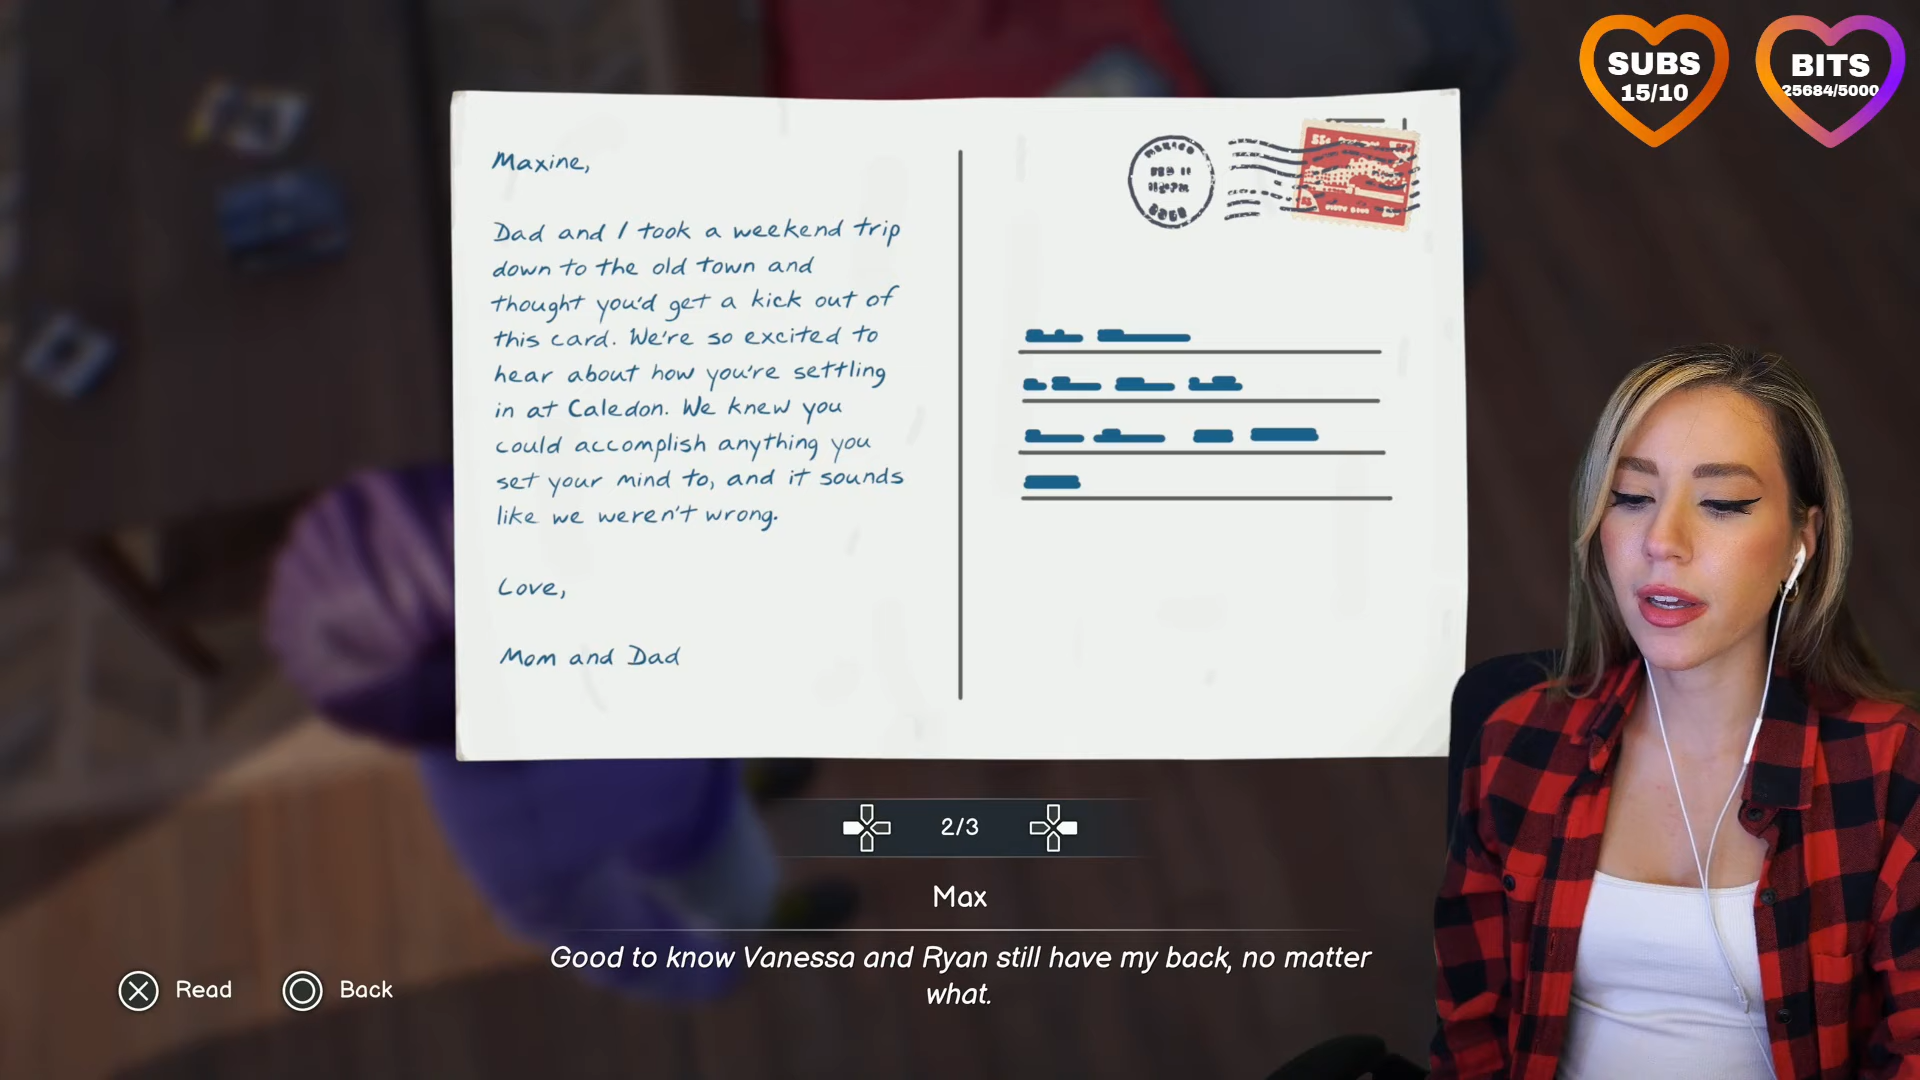 SUBS
15/10
BITS
25684/5000
Maxine,
Dad and I took a weekend trip
down to the old town and
thought you'd get a kick out of
this card. We're so excited to
hear about how you're settling
in at Caledon. We knew you
could accomplish anything you
set your mind to, and it sounds
like we weren't wrong.
Love,
Mom and Dad
2/3
Max
Good to know Vanessa and Ryan still have my back, no matter
what.
Read
Back